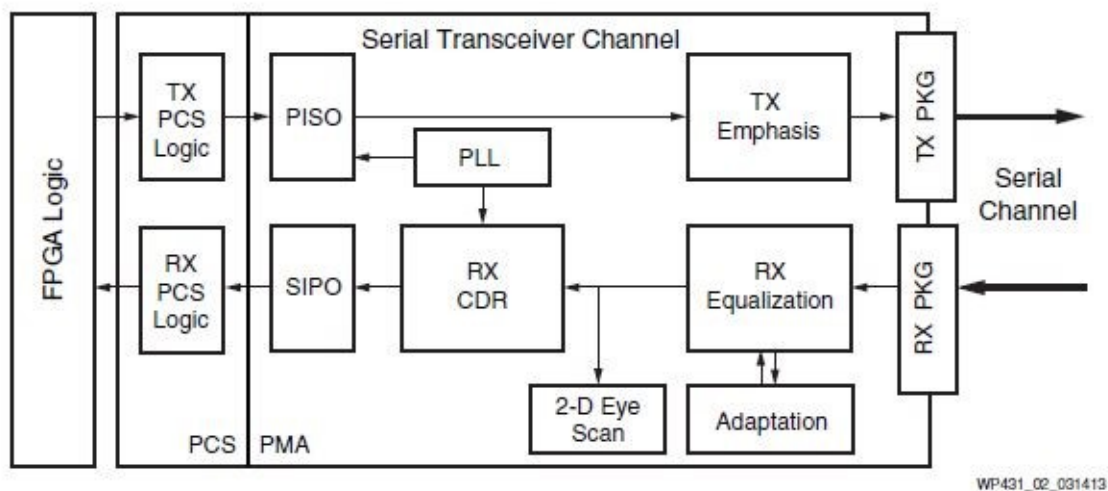 Serial Transceiver Channel
FPGA Logic
TX
PCS
Logic
PISO
PLL
TX
Emphasis
TX PKG
Serial
Channel
RX
PCS
Logic
SIPO
RX
CDR
RX
Equalization
RX PKG
2-D Eye
Scan
Adaptation
PCS
PMA
WP431_02_031413